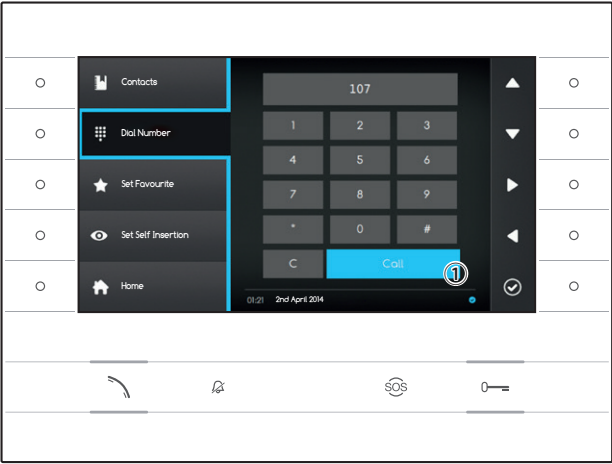 Contacts
Dial Number
Set Favourite
Set Self Insertion
Home
107
1 2 3
4 5 6
7 8 9
* 0 #
C Call
①
01:21 2nd April 2014
SOS